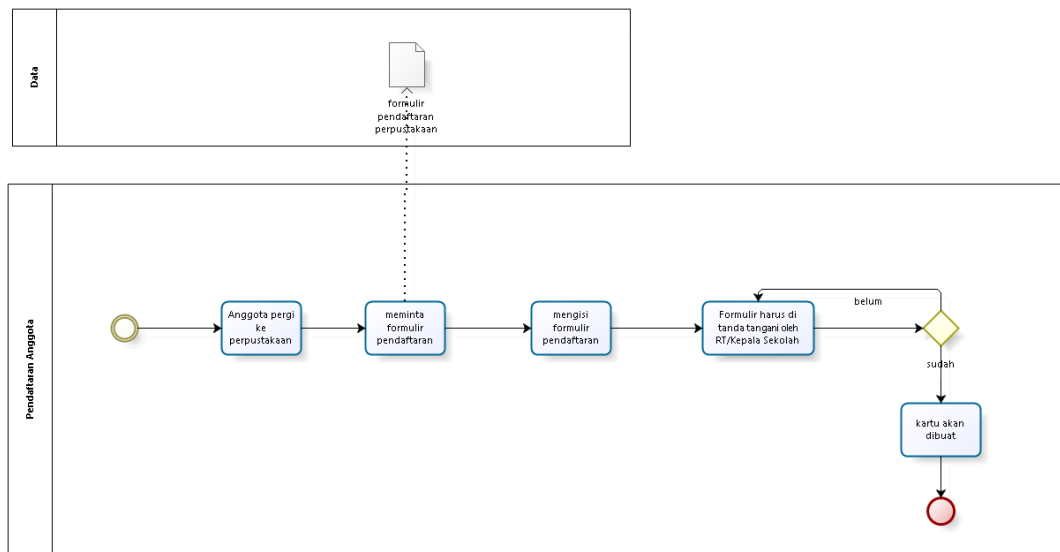 Data
formulir
pendaftaran
perpustakaan
Pendaftaran Anggota
Anggota pergi
ke
perpustakaan
meminta
formulir
pendaftaran
mengisi
formulir
pendaftaran
Formulir harus di
tanda tangani oleh
RT/Kepala Sekolah
belum
sudah
kartu akan
dibuat